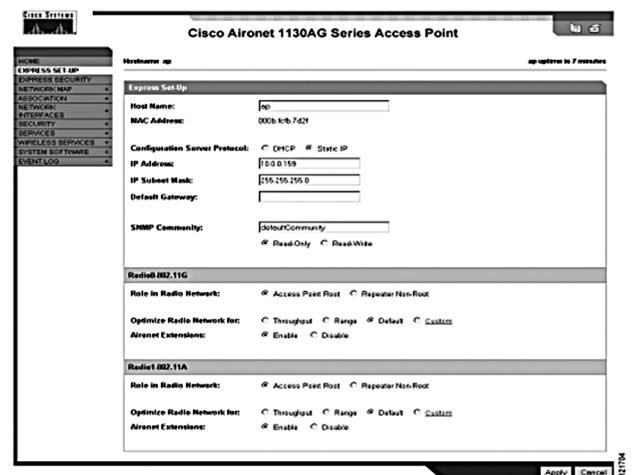 Cisco Systems
Cisco Aironet 1130AG Series Access Point
HOME
EXPRESS SET-UP
EXPRESS SECURITY
NETWORK MAP +
ASSOCIATION +
NETWORK INTERFACES +
SECURITY +
SERVICES +
WIRELESS SERVICES +
SYSTEM SOFTWARE +
EVENT LOG +
Hostname ap
ap uptime is 7 minutes
Express Set-Up
Host Name: ap
MAC Address: 000b.fcfb.7d2f
Configuration Server Protocol: DHCP Static IP
IP Address: 10.0.0.159
IP Subnet Mask: 255.255.255.0
Default Gateway:
SNMP Community: defaultCommunity
Read-Only Read-Write
Radio0-802.11G
Role in Radio Network: Access Point Root Repeater Non-Root
Optimize Radio Network for: Throughput Range Default Custom
Aironet Extensions: Enable Disable
Radio1-802.11A
Role in Radio Network: Access Point Root Repeater Non-Root
Optimize Radio Network for: Throughput Range Default Custom
Aironet Extensions: Enable Disable
Apply Cancel
121704